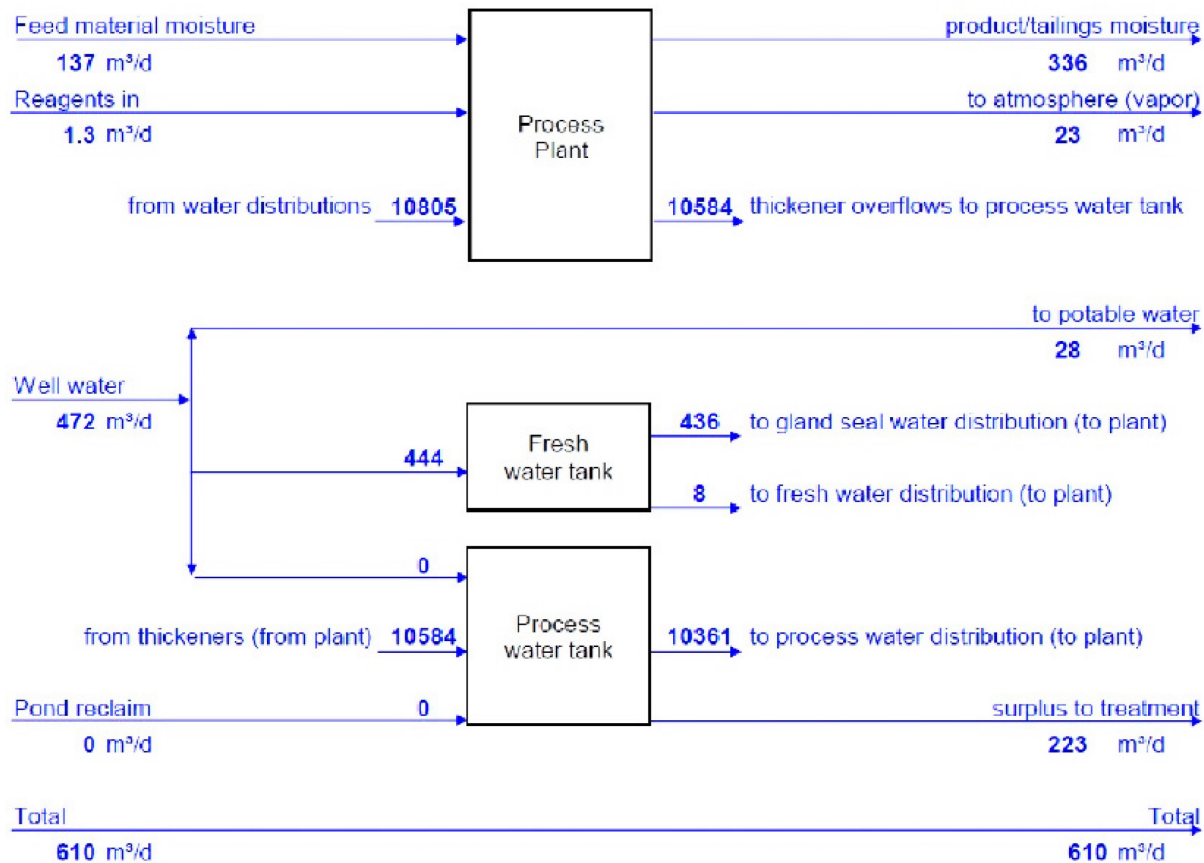 Feed material moisture
137 m³/d
Reagents in
1.3 m³/d
from water distributions 10805
Process
Plant
product/tailings moisture
336 m³/d
to atmosphere (vapor)
23 m³/d
10584 thickener overflows to process water tank
to potable water
28 m³/d
Well water
472 m³/d
444
Fresh
water tank
436 to gland seal water distribution (to plant)
8 to fresh water distribution (to plant)
0
from thickeners (from plant) 10584
Process
water tank
10361 to process water distribution (to plant)
Pond reclaim
0 m³/d
0
surplus to treatment
223 m³/d
Total
610 m³/d
Total
610 m³/d